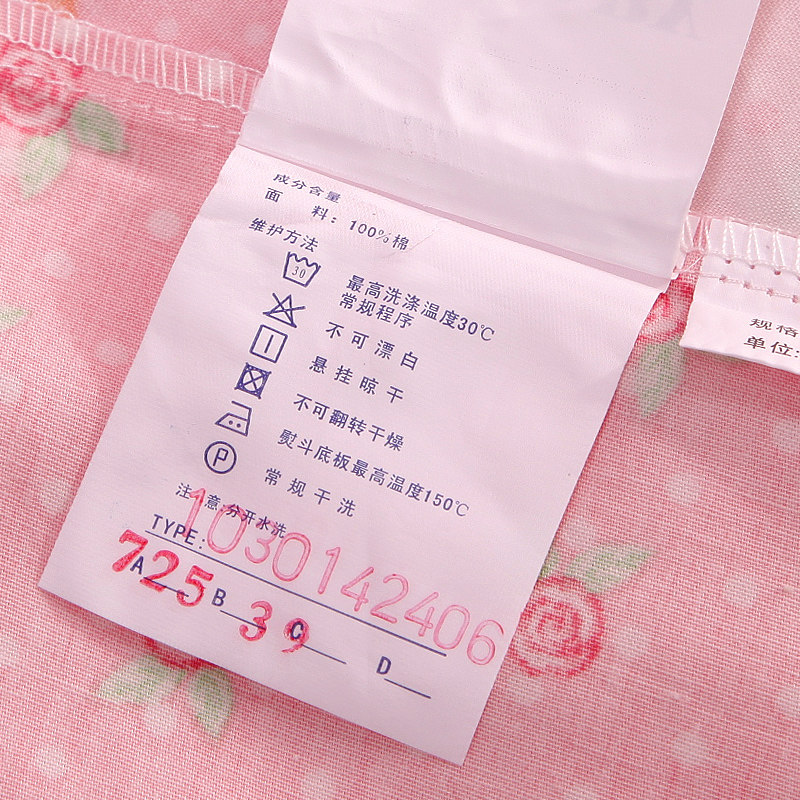 成分含量
面 料：100%棉
维护方法
30
最高洗涤温度30℃
常规程序
不可漂白
悬挂晾干
不可翻转干燥
熨斗底板最高温度150℃
P
常规干洗
注意:分开水洗
TYPE:
1030142406
A B C D
725 39
规格
单位: